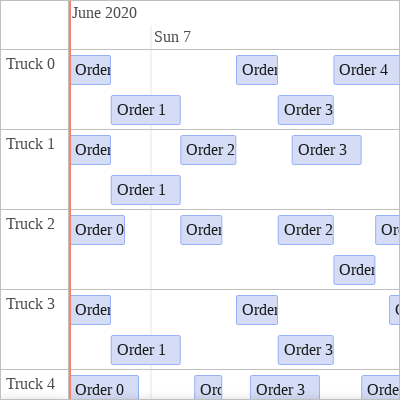 June 2020
Sun 7
Truck 0
Order
Order
Order 4
Order 1
Order 3
Truck 1
Order
Order 2
Order 3
Order 1
Truck 2
Order 0
Order
Order 2
Or
Order
Truck 3
Order
Order
Order 1
Order 3
Truck 4
Order 0
Orc
Order 3
Orde